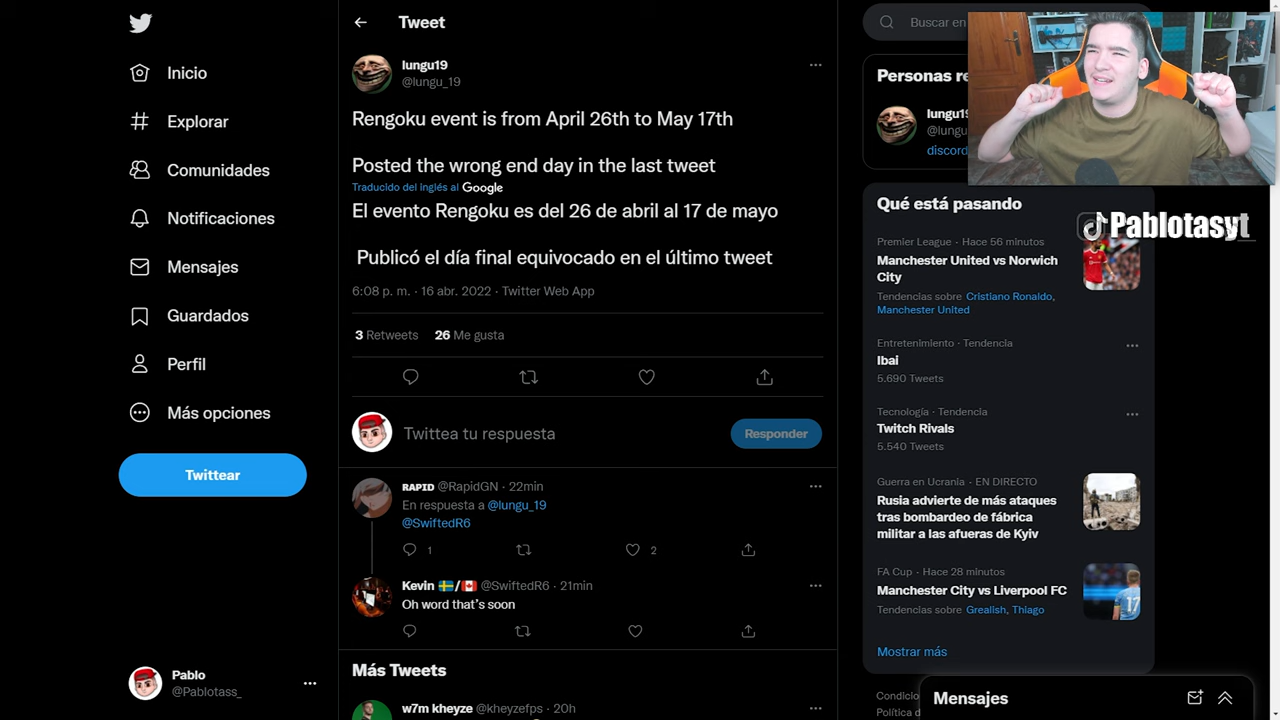 Inicio
Explorar
Comunidades
Notificaciones
Mensajes
Guardados
Perfil
Más opciones
Twittear
Pablo
@Pablotass_
Tweet
lungu19
@lungu_19
Rengoku event is from April 26th to May 17th
Posted the wrong end day in the last tweet
Traducido del inglés al Google
El evento Rengoku es del 26 de abril al 17 de mayo
Publicó el día final equivocado en el último tweet
6:08 p. m. · 16 abr. 2022 · Twitter Web App
3 Retweets 26 Me gusta
Twittea tu respuesta
Responder
RAPID @RapidGN · 22min
En respuesta a @lungu_19
@SwiftedR6
1 2
Kevin 🇸🇪/🇨🇦 @SwiftedR6 · 21min
Oh word that's soon
Más Tweets
w7m kheyze @kheyzefps · 20h
Buscar en
Personas re
lungu
@lungu
discord
Pablotasyt_
Qué está pasando
Premier League · Hace 56 minutos
Manchester United vs Norwich
City
Tendencias sobre Cristiano Ronaldo,
Manchester United
Entretenimiento · Tendencia
Ibai
5.690 Tweets
Tecnología · Tendencia
Twitch Rivals
5.540 Tweets
Guerra en Ucrania · EN DIRECTO
Rusia advierte de más ataques
tras bombardeo de fábrica
militar a las afueras de Kyiv
FA Cup · Hace 28 minutos
Manchester City vs Liverpool FC
Tendencias sobre Grealish, Thiago
17
Mostrar más
Condicio
Política d
Mensajes